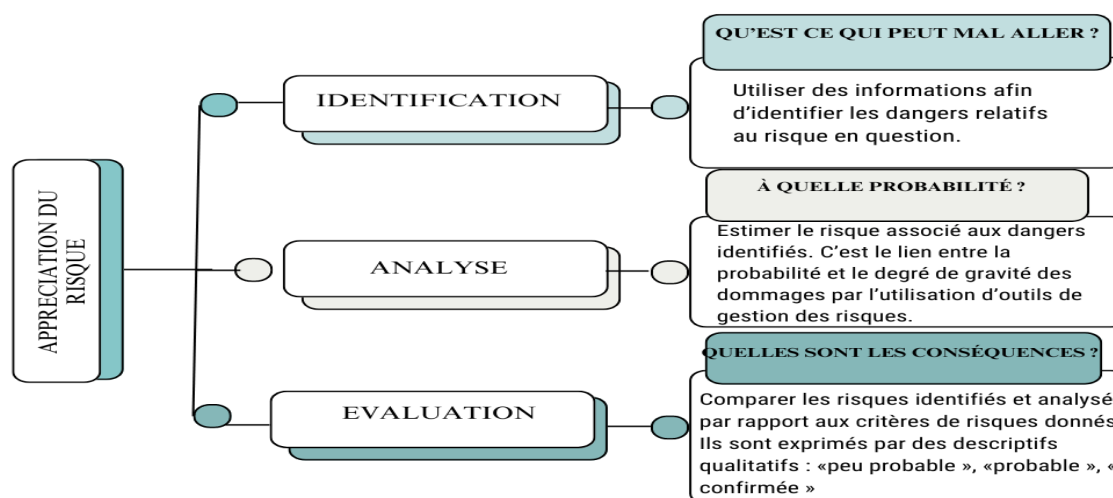 APPRECIATION DU
RISQUE
IDENTIFICATION
QU'EST CE QUI PEUT MAL ALLER ?
Utiliser des informations afin
d'identifier les dangers relatifs
au risque en question.
ANALYSE
À QUELLE PROBABILITÉ ?
Estimer le risque associé aux dangers
identifiés. C'est le lien entre la
probabilité et le degré de gravité des
dommages par l'utilisation d'outils de
gestion des risques.
EVALUATION
QUELLES SONT LES CONSÉQUENCES ?
Comparer les risques identifiés et analysé
par rapport aux critères de risques donnés
Ils sont exprimés par des descriptifs
qualitatifs : «peu probable », «probable », «
confirmée »